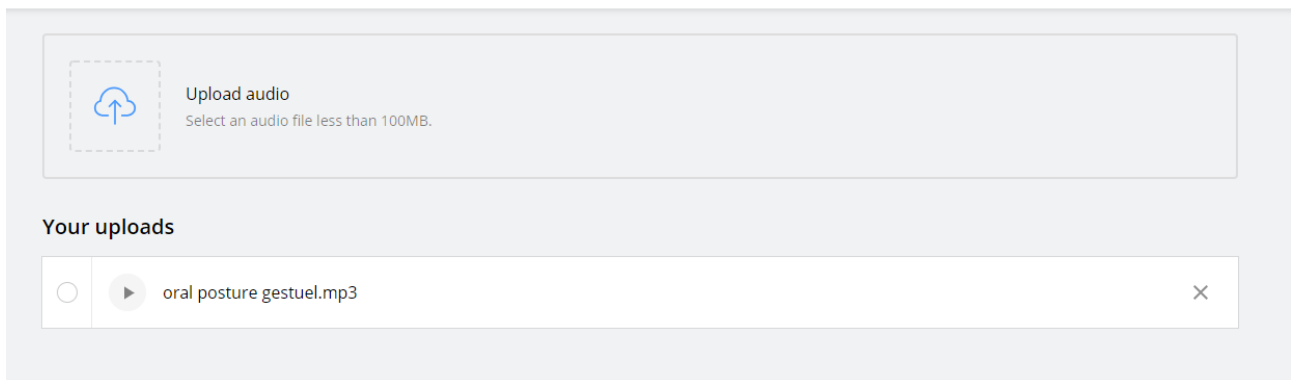 Upload audio
Select an audio file less than 100MB.
Your uploads
oral posture gestuel.mp3